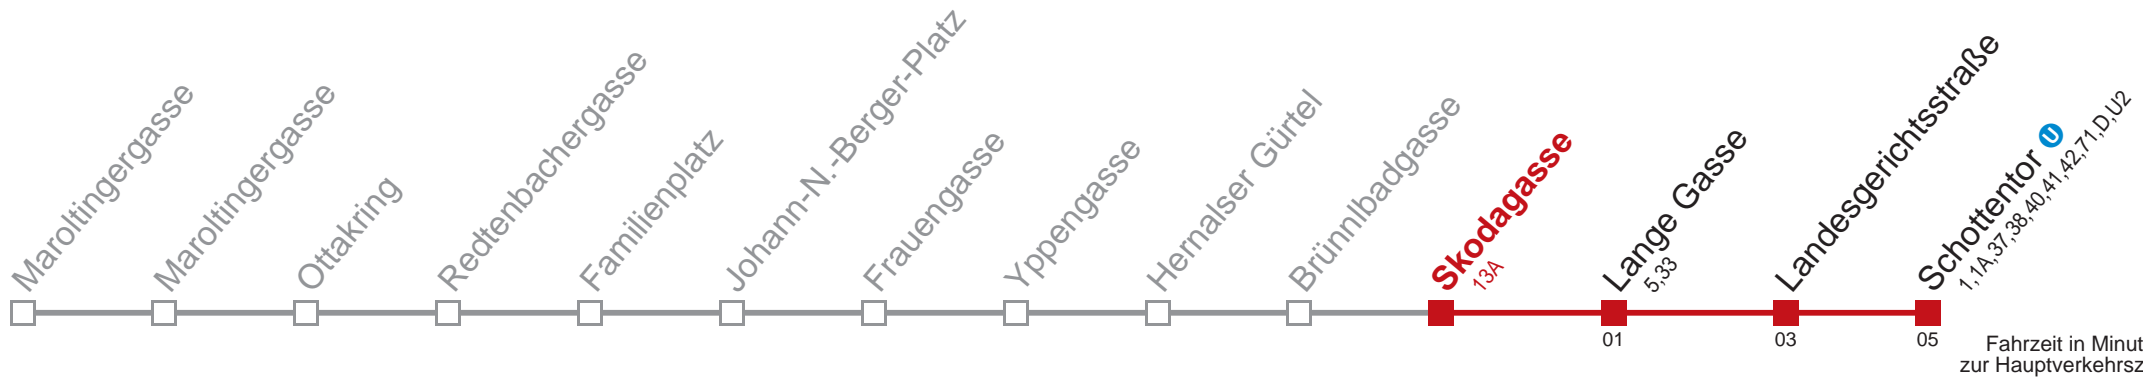 Maroltingergasse
Maroltingergasse
Ottakring
Redtenbachergasse
Familienplatz
Johann-N.-Berger-Platz
Frauengasse
Yppengasse
Hernalser Gürtel
Brünnlbadgasse
Skodagasse
13A
Lange Gasse
5,33
Landesgerichtsstraße
Schottentor U
1,1A,37,38,40,41,42,71,D,U2
01
03
05
Fahrzeit in Minut
zur Hauptverkehrsz